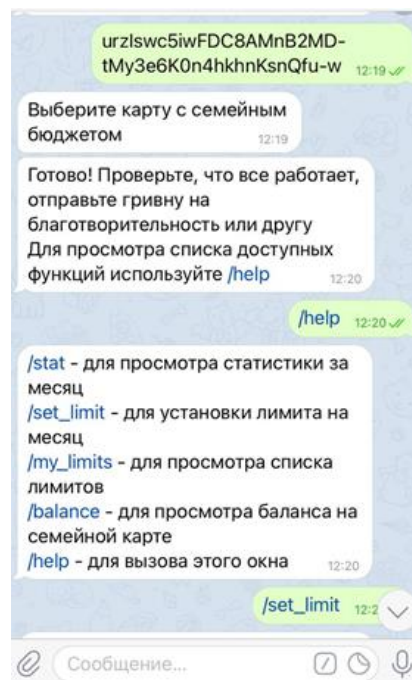 urzlswc5iwFDC8AMnB2MD-
tMy3e6K0n4hkhnKsnQfu-w 12:19
Выберите карту с семейным
бюджетом 12:19
Готово! Проверьте, что все работает,
отправьте гривну на
благотворительность или другу
Для просмотра списка доступных
функций используйте /help 12:20
/help 12:20
/stat - для просмотра статистики за
месяц
/set_limit - для установки лимита на
месяц
/my_limits - для просмотра списка
лимитов
/balance - для просмотра баланса на
семейной карте
/help - для вызова этого окна 12:20
/set_limit 12:2
Сообщение...